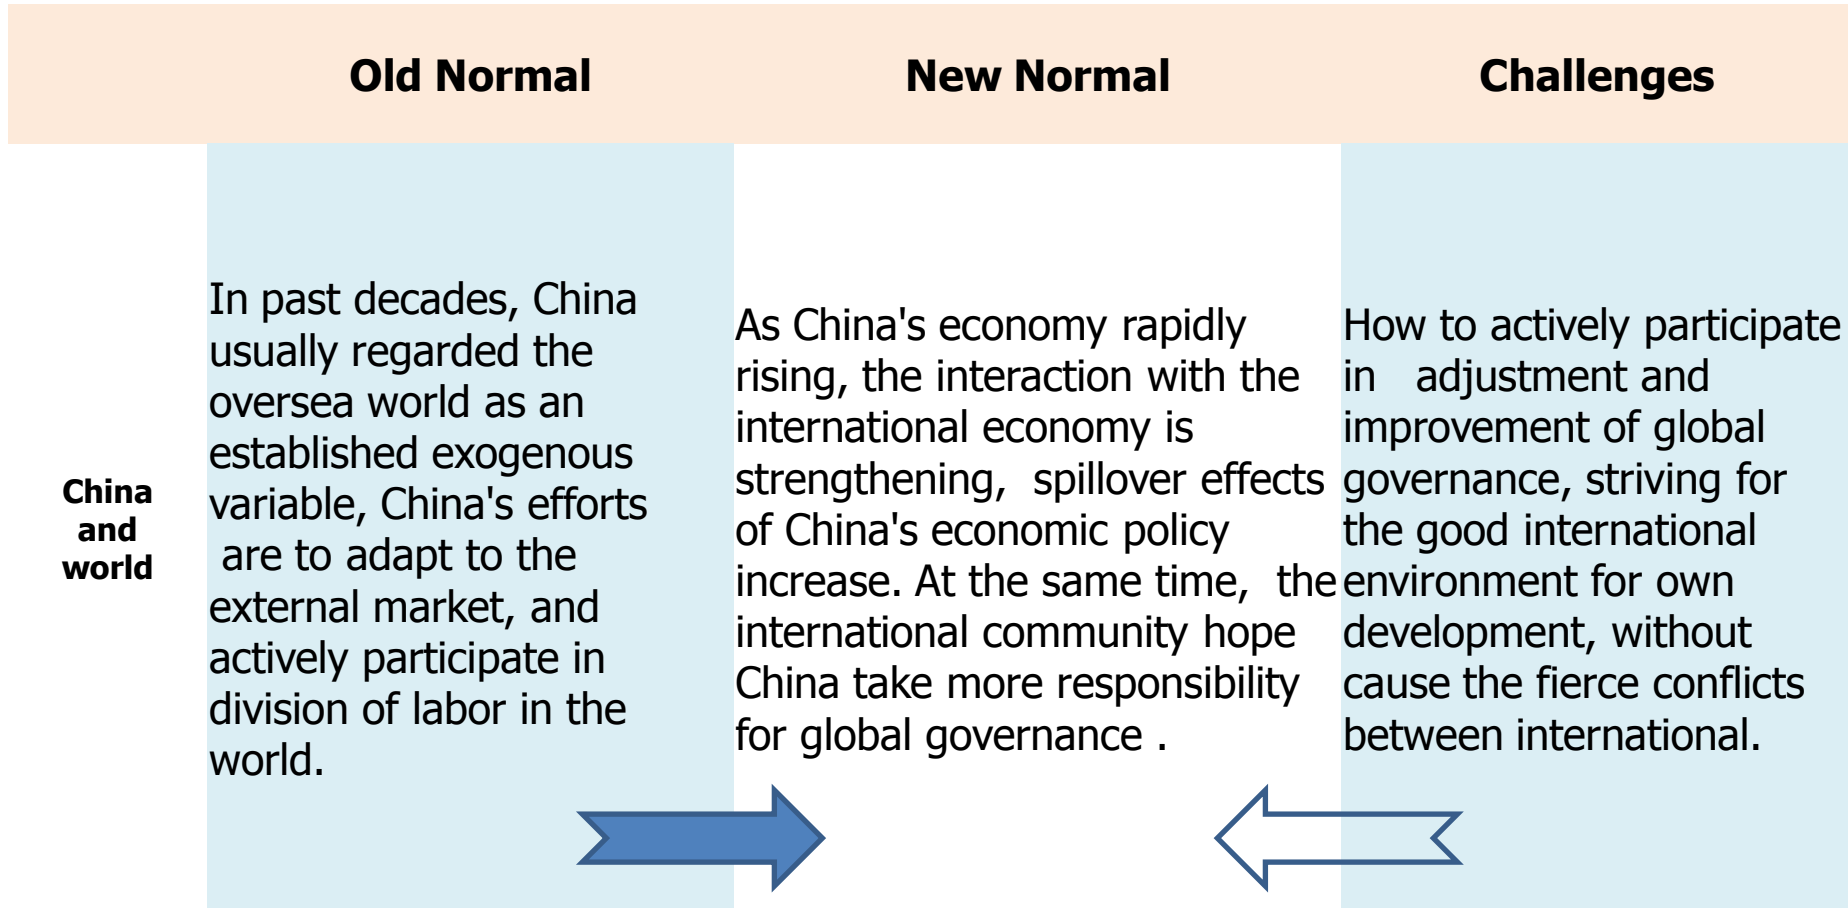 Old Normal
New Normal
Challenges
China
and
world
In past decades, China
usually regarded the
oversea world as an
established exogenous
variable, China's efforts
are to adapt to the
external market, and
actively participate in
division of labor in the
world.
As China's economy rapidly
rising, the interaction with the
international economy is
strengthening,  spillover effects
of China's economic policy
increase. At the same time,  the
international community hope
China take more responsibility
for global governance .
How to actively participate
in   adjustment and
improvement of global
governance, striving for
the good international
environment for own
development, without
cause the fierce conflicts
between international.